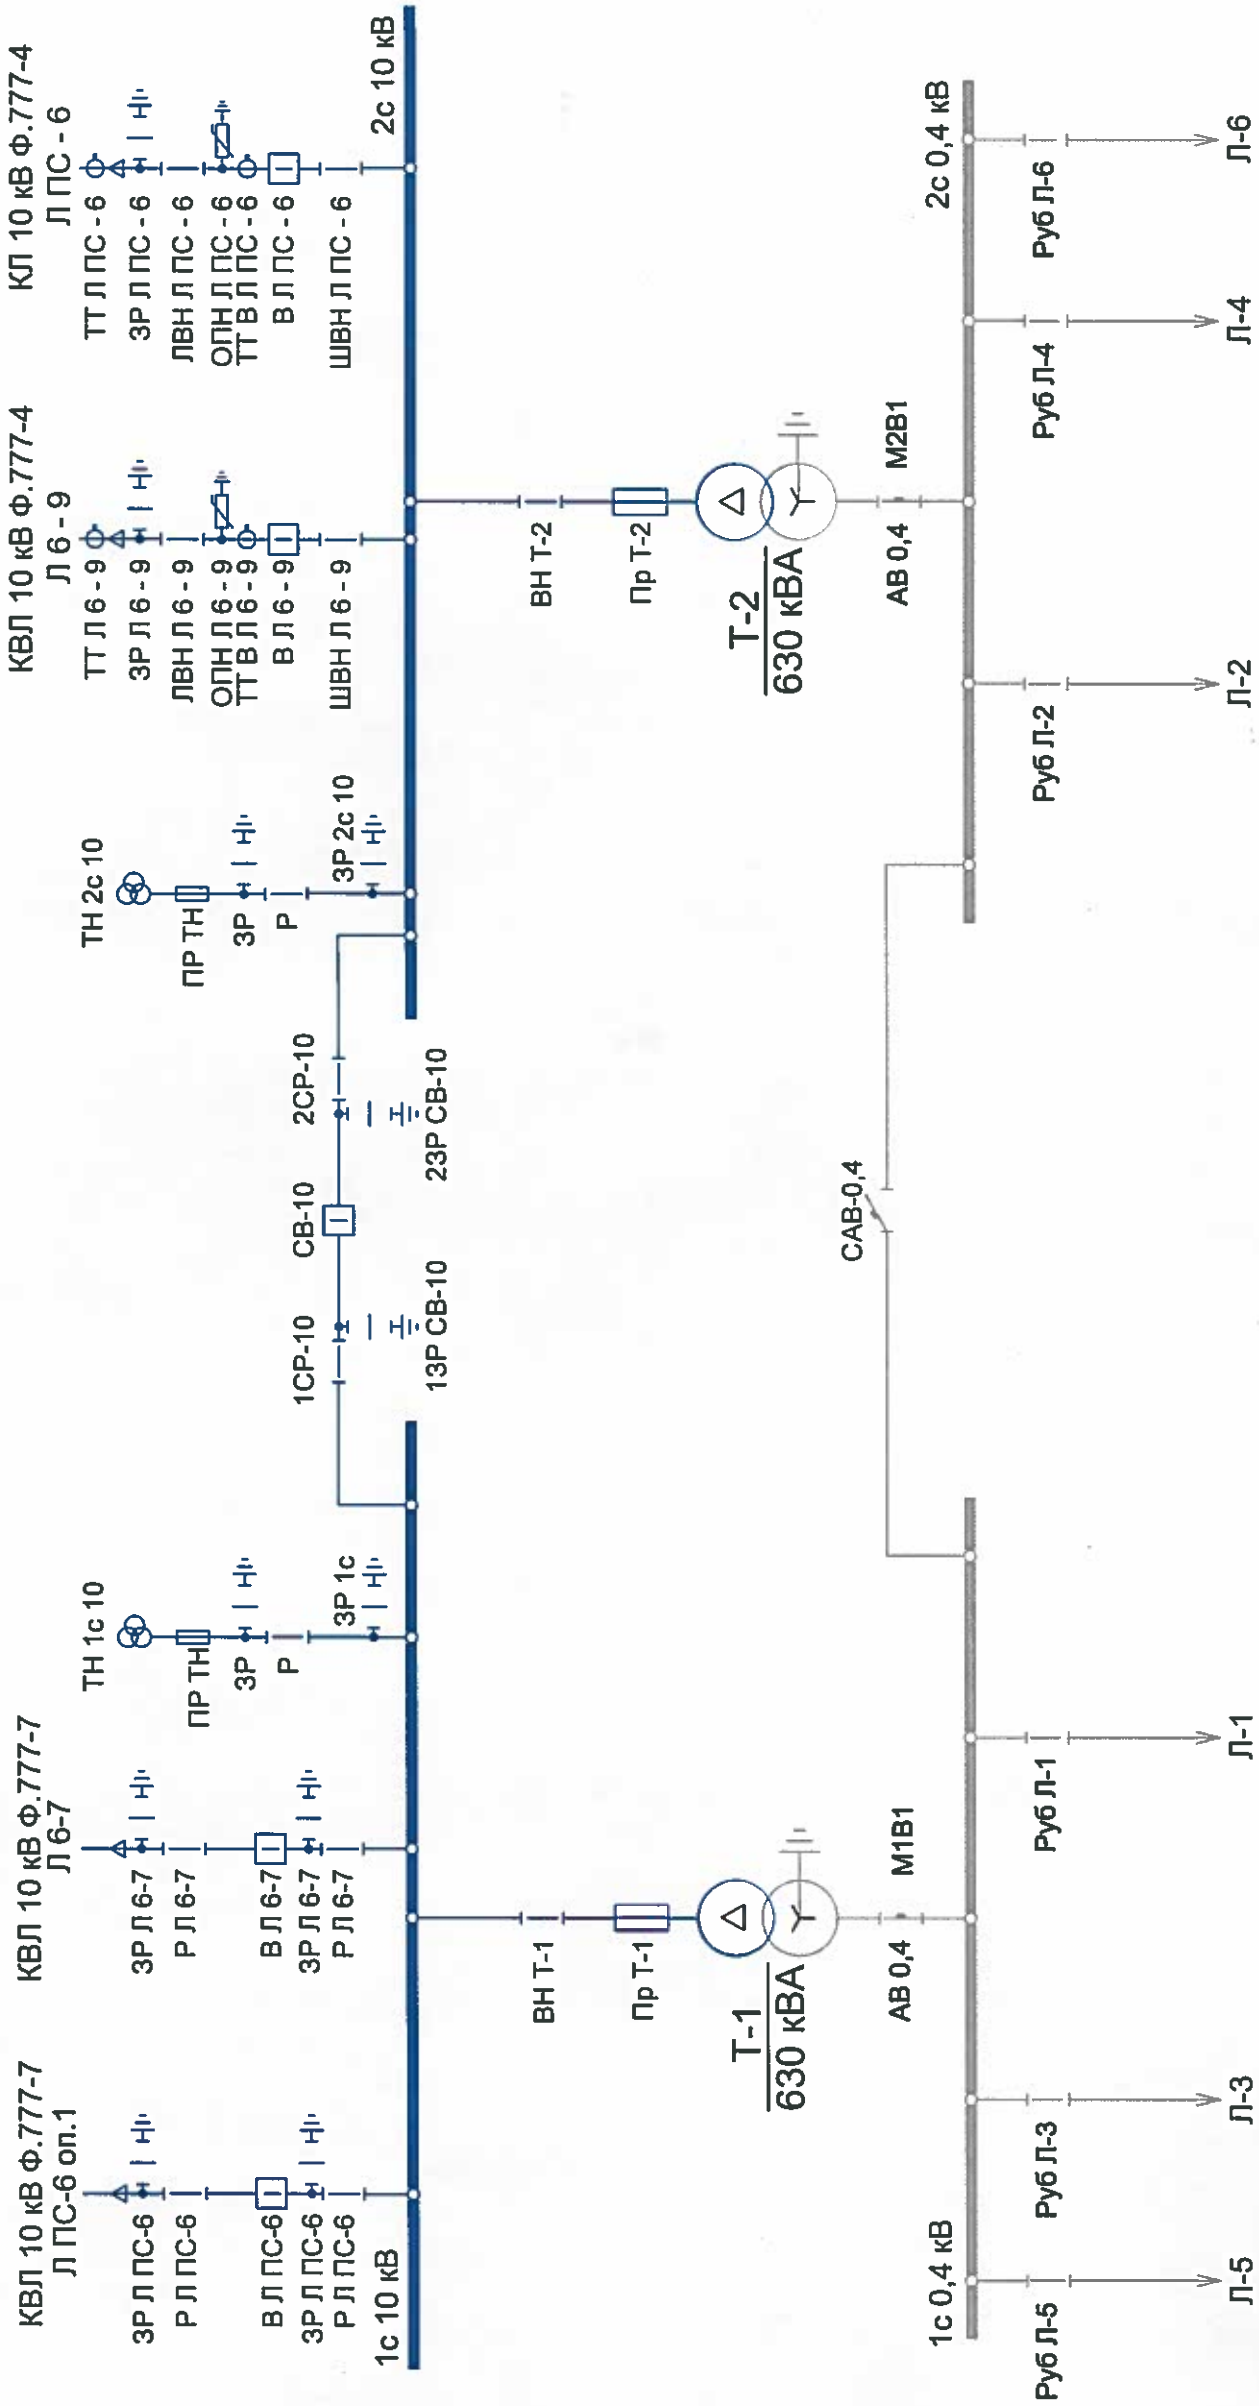 КВЛ 10 кВ Ф.777-7
Л ПС-6 оп.1
ЗР Л ПС-6
Р Л ПС-6
В Л ПС-6
ЗР Л ПС-6
Р Л ПС-6
1с 10 кВ
КВЛ 10 кВ Ф.777-7
Л 6-7
ЗР Л 6-7
Р Л 6-7
В Л 6-7
ЗР Л 6-7
Р Л 6-7
ТН 1с 10
ПР ТН
ЗР
Р
ЗР 1с
1СР-10
СВ-10
2СР-10
1ЗР СВ-10
2ЗР СВ-10
ТН 2с 10
ПР ТН
ЗР
Р
ЗР 2с 10
КВЛ 10 кВ Ф.777-4
Л 6 - 9
ТТ Л 6 - 9
ЗР Л 6 - 9
ЛВН Л 6 - 9
ОПН Л 6 - 9
ТТ В Л 6 - 9
В Л 6 - 9
ШВН Л 6 - 9
КЛ 10 кВ Ф.777-4
Л ПС - 6
ТТ Л ПС - 6
ЗР Л ПС - 6
ЛВН Л ПС - 6
ОПН Л ПС - 6
ТТ В Л ПС - 6
В Л ПС - 6
ШВН Л ПС - 6
2с 10 кВ
ВН Т-1
Пр Т-1
Т-1
630 кВА
АВ 0,4
М1В1
ВН Т-2
Пр Т-2
Т-2
630 кВА
АВ 0,4
М2В1
САВ-0,4
1с 0,4 кВ
2с 0,4 кВ
Руб Л-5
Руб Л-3
Руб Л-1
Руб Л-2
Руб Л-4
Руб Л-6
Л-5
Л-3
Л-1
Л-2
Л-4
Л-6